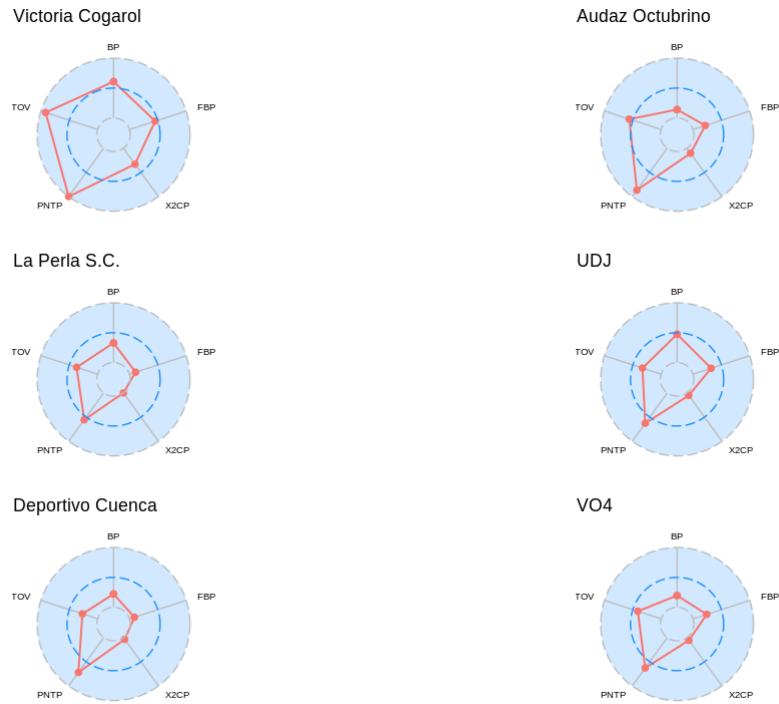 Victoria Cogarol
BP
FBP
X2CP
PNTP
TOV
Audaz Octubrino
BP
FBP
X2CP
PNTP
TOV
La Perla S.C.
BP
FBP
X2CP
PNTP
TOV
UDJ
BP
FBP
X2CP
PNTP
TOV
Deportivo Cuenca
BP
FBP
X2CP
PNTP
TOV
VO4
BP
FBP
X2CP
PNTP
TOV